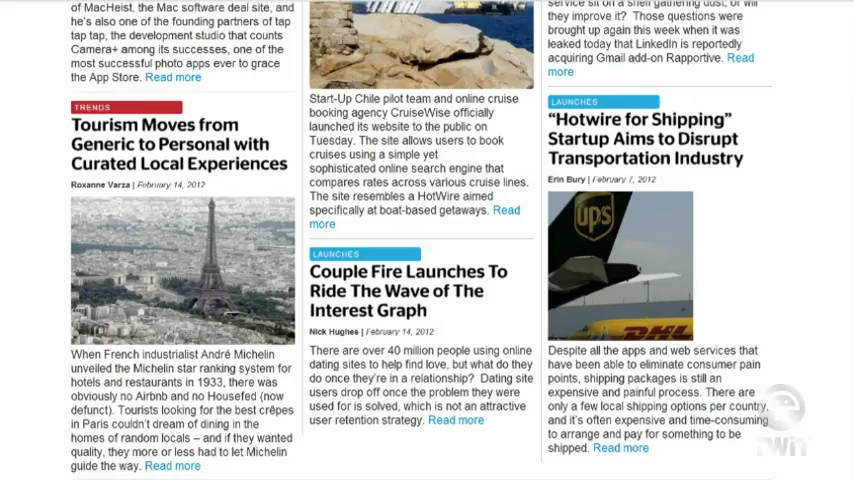 of MacHeist, the Mac software deal site, and
he's also one of the founding partners of tap
tap tap, the development studio that counts
Camera+ among its successes, one of the
most successful photo apps ever to grace
the App Store. Read more
TRENDS
Tourism Moves from
Generic to Personal with
Curated Local Experiences
Roxanne Varza | February 14, 2012
When French industrialist André Michelin
unveiled the Michelin star ranking system for
hotels and restaurants in 1933, there was
obviously no Airbnb and no Housefed (now
defunct). Tourists looking for the best crêpes
in Paris couldn't dream of dining in the
homes of random locals – and if they wanted
quality, they more or less had to let Michelin
guide the way. Read more
Start-Up Chile pilot team and online cruise
booking agency CruiseWise officially
launched its website to the public on
Tuesday. The site allows users to book
cruises using a simple yet
sophisticated online search engine that
compares rates across various cruise lines.
The site resembles a HotWire aimed
specifically at boat-based getaways. Read
more
LAUNCHES
Couple Fire Launches To
Ride The Wave of The
Interest Graph
Nick Hughes | February 14, 2012
There are over 40 million people using online
dating sites to help find love, but what do they
do once they're in a relationship? Dating site
users drop off once the problem they were
used for is solved, which is not an attractive
user retention strategy. Read more
service sit on a shelf gathering dust, or will
they improve it? Those questions were
brought up again this week when it was
leaked today that LinkedIn is reportedly
acquiring Gmail add-on Rapportive. Read
more
LAUNCHES
“Hotwire for Shipping”
Startup Aims to Disrupt
Transportation Industry
Erin Bury | February 7, 2012
ups
DHL
Despite all the apps and web services that
have been able to eliminate consumer pain
points, shipping packages is still an
expensive and painful process. There are
only a few local shipping options per country,
and it's often expensive and time-consuming
to arrange and pay for something to be
shipped. Read more